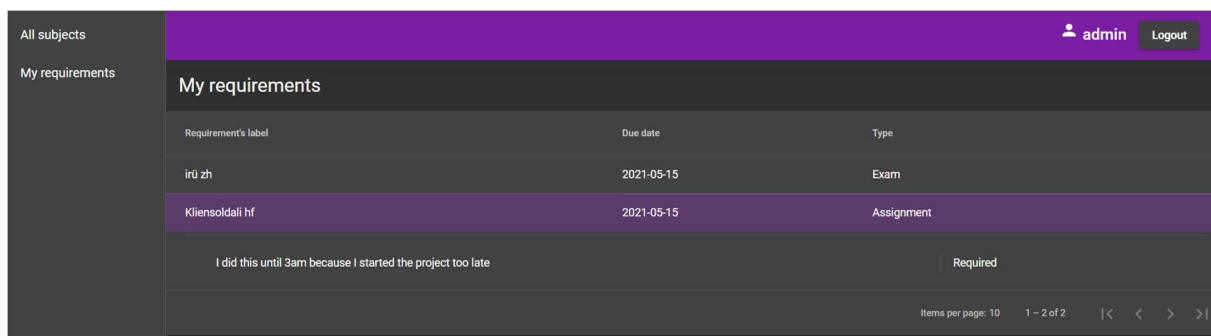 All subjects
admin Logout
My requirements
My requirements
Requirement's label Due date Type
irü zh 2021-05-15 Exam
Kliensoldali hf 2021-05-15 Assignment
I did this until 3am because I started the project too late Required
Items per page: 10 1 – 2 of 2